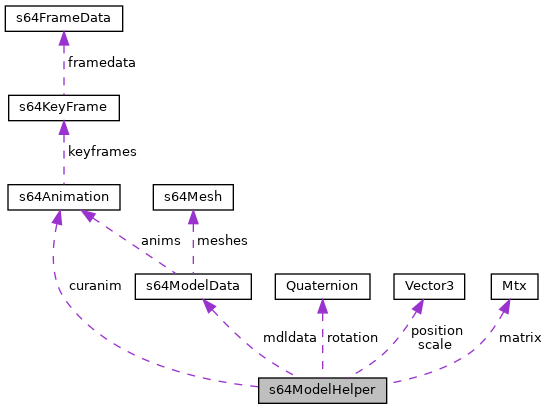 s64FrameData
framedata
s64KeyFrame
keyframes
s64Animation
s64Mesh
anims
meshes
curanim
s64ModelData
Quaternion
Vector3
Mtx
mdldata
rotation
position
scale
matrix
s64ModelHelper